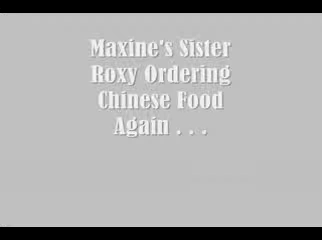 Maxine's Sister
Roxy Ordering
Chinese Food
Again . . .